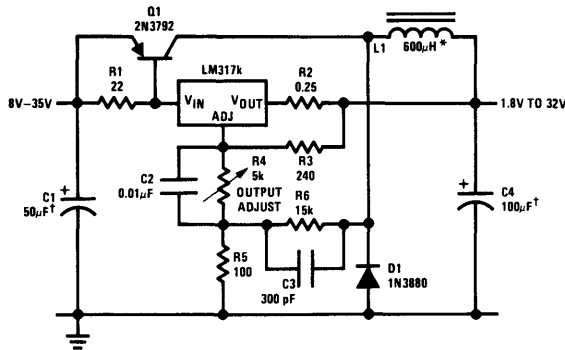 Q1
2N3792
L1
600µH*
R1
22
LM317k
R2
0.25
8V–35V
VIN
VOUT
ADJ
1.8V TO 32V
C2
0.01µF
R4
5k
OUTPUT
ADJUST
R3
240
R6
15k
+
C1
50µF†
+
C4
100µF†
R5
100
C3
300 pF
D1
1N3880